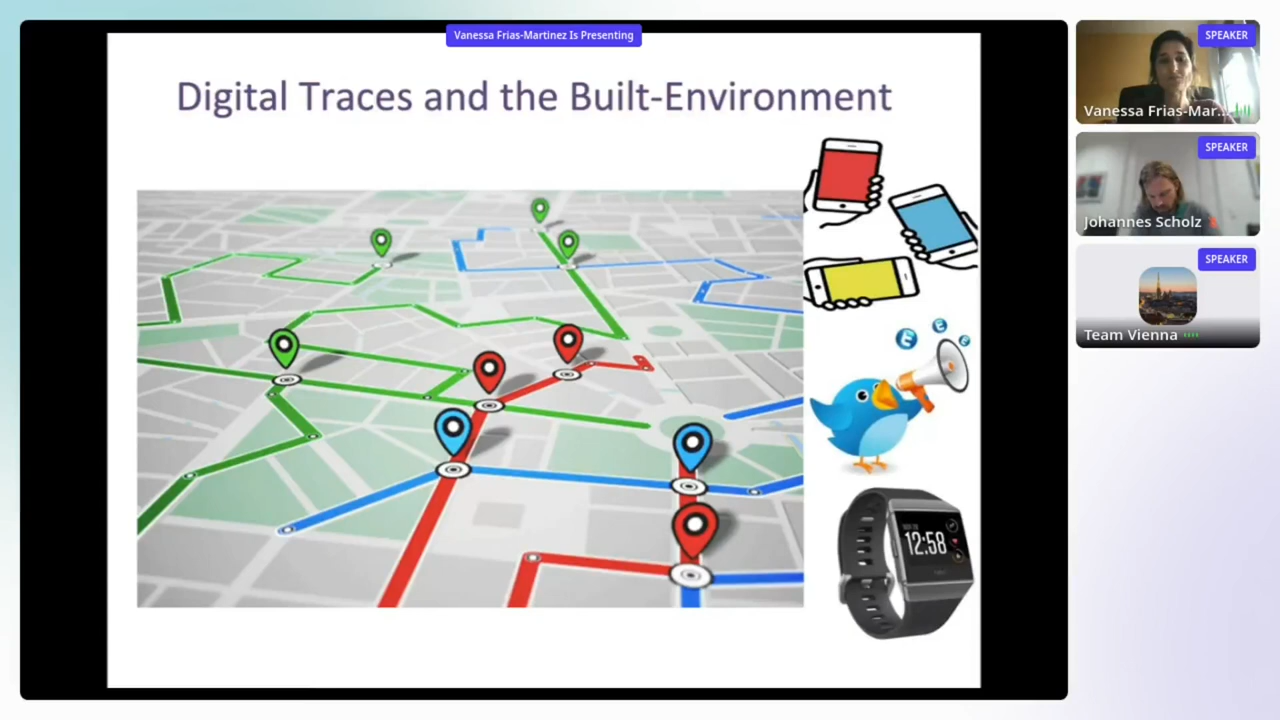 Vanessa Frias-Martinez Is Presenting
Digital Traces and the Built-Environment
E
E
E
12:58
SPEAKER
Vanessa Frias-Mar...
SPEAKER
Johannes Scholz
SPEAKER
Team Vienna